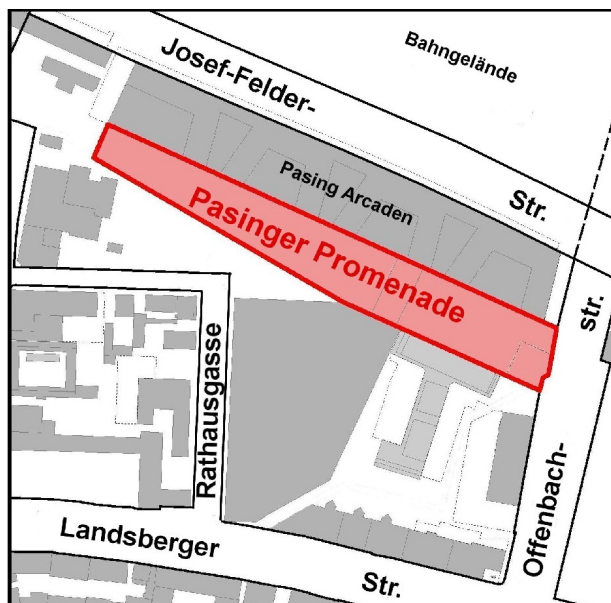 Bahngelände
Josef-Felder-
Str.
Pasing Arcaden
Pasinger Promenade
Rathausgasse
Offenbach-
str.
Landsberger
Str.